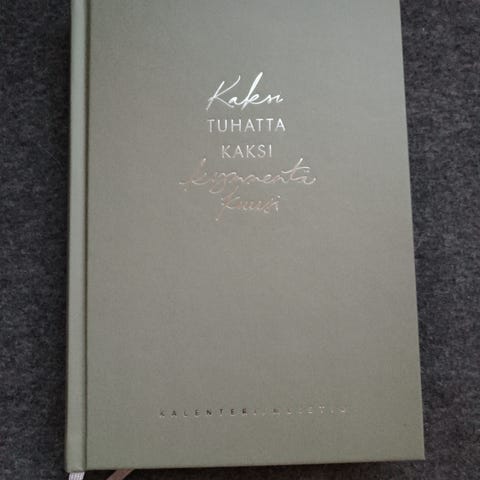 Kaksi
TUHATTA
KAKSI
kymmentä
kuusi
KALENTERI